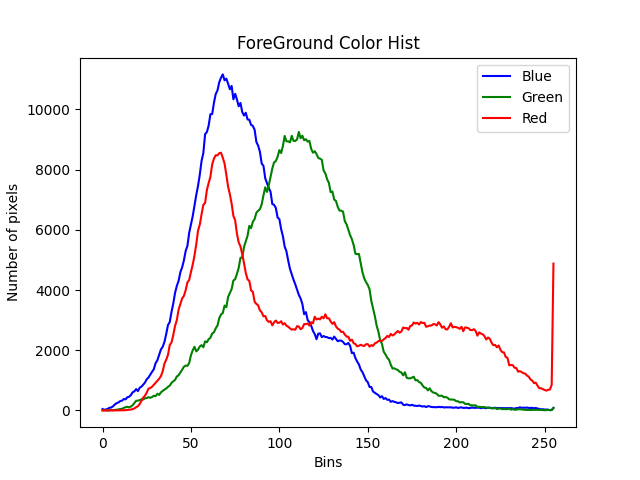 ForeGround Color Hist
Blue
Green
Red
10000
8000
6000
4000
2000
0
Number of pixels
0 50 100 150 200 250
Bins